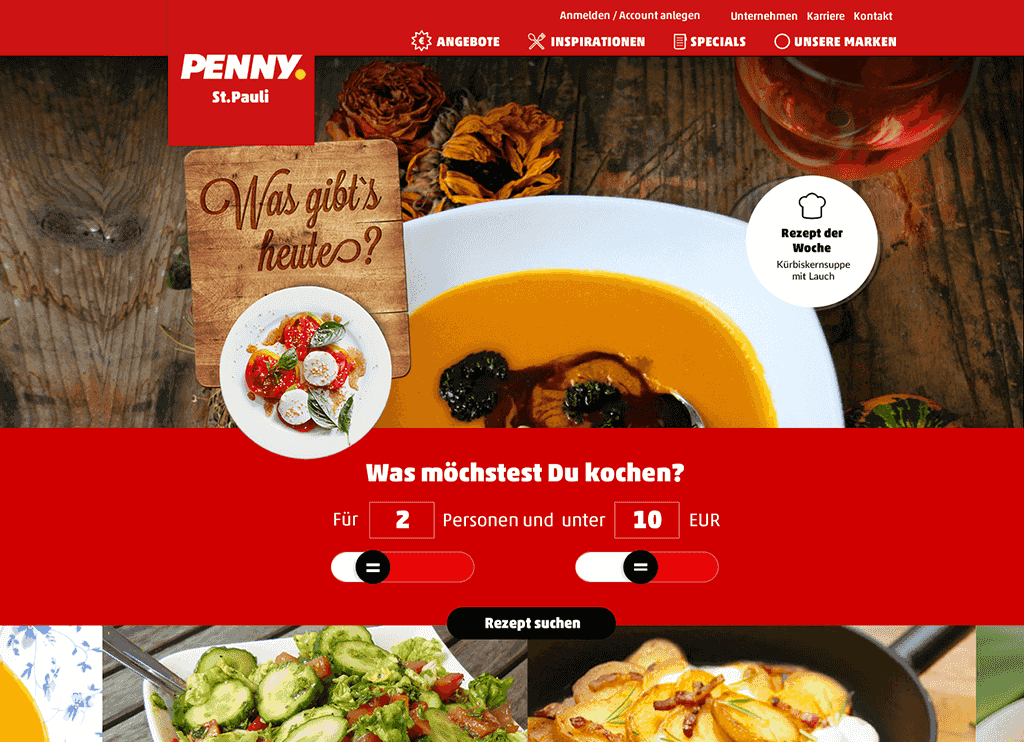 Anmelden / Account anlegen Unternehmen Karriere Kontakt
ANGEBOTE INSPIRATIONEN SPECIALS UNSERE MARKEN
PENNY.
St.Pauli
Was gibt`s
heute?
Rezept der
Woche
Kürbiskernsuppe
mit Lauch
Was möchstest Du kochen?
Für 2 Personen und unter 10 EUR
Rezept suchen